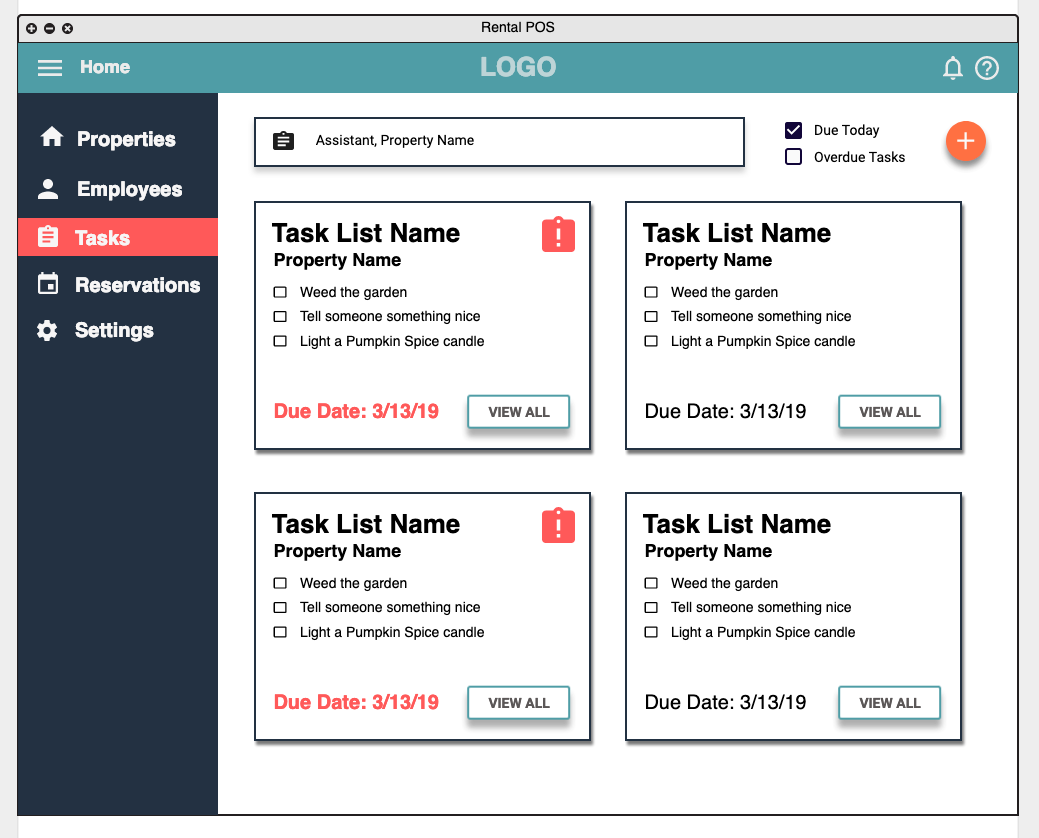 Rental POS
Home
LOGO
Properties
Employees
Tasks
Reservations
Settings
Assistant, Property Name
Due Today
Overdue Tasks
Task List Name
Property Name
Weed the garden
Tell someone something nice
Light a Pumpkin Spice candle
Due Date: 3/13/19
VIEW ALL
Task List Name
Property Name
Weed the garden
Tell someone something nice
Light a Pumpkin Spice candle
Due Date: 3/13/19
VIEW ALL
Task List Name
Property Name
Weed the garden
Tell someone something nice
Light a Pumpkin Spice candle
Due Date: 3/13/19
VIEW ALL
Task List Name
Property Name
Weed the garden
Tell someone something nice
Light a Pumpkin Spice candle
Due Date: 3/13/19
VIEW ALL